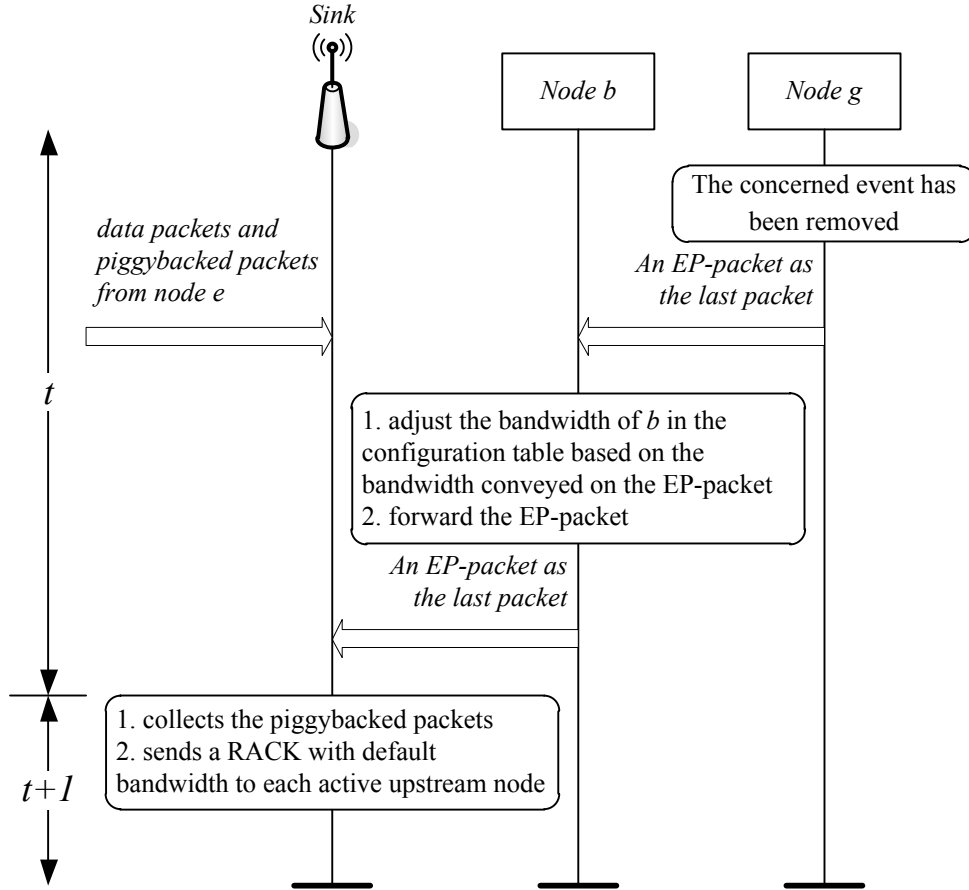 Sink
Node b
Node g
The concerned event has
been removed
data packets and
piggybacked packets
from node e
An EP-packet as
the last packet
t
1. adjust the bandwidth of b in the
configuration table based on the
bandwidth conveyed on the EP-packet
2. forward the EP-packet
An EP-packet as
the last packet
1. collects the piggybacked packets
2. sends a RACK with default
bandwidth to each active upstream node
t+1